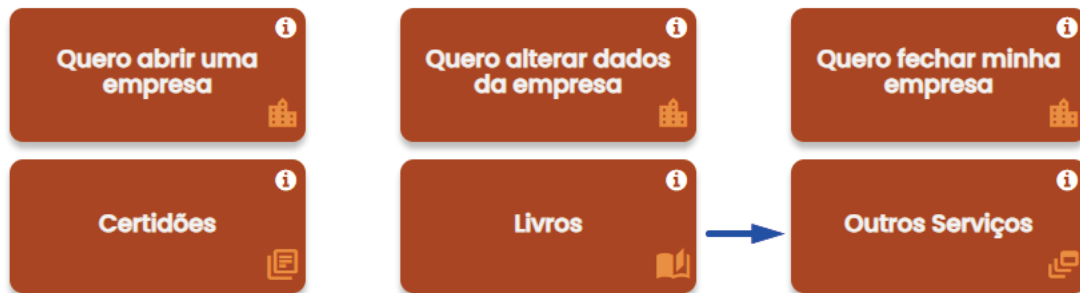 Quero abrir uma
empresa
Quero alterar dados
da empresa
Quero fechar minha
empresa
Certidões
Livros
Outros Serviços